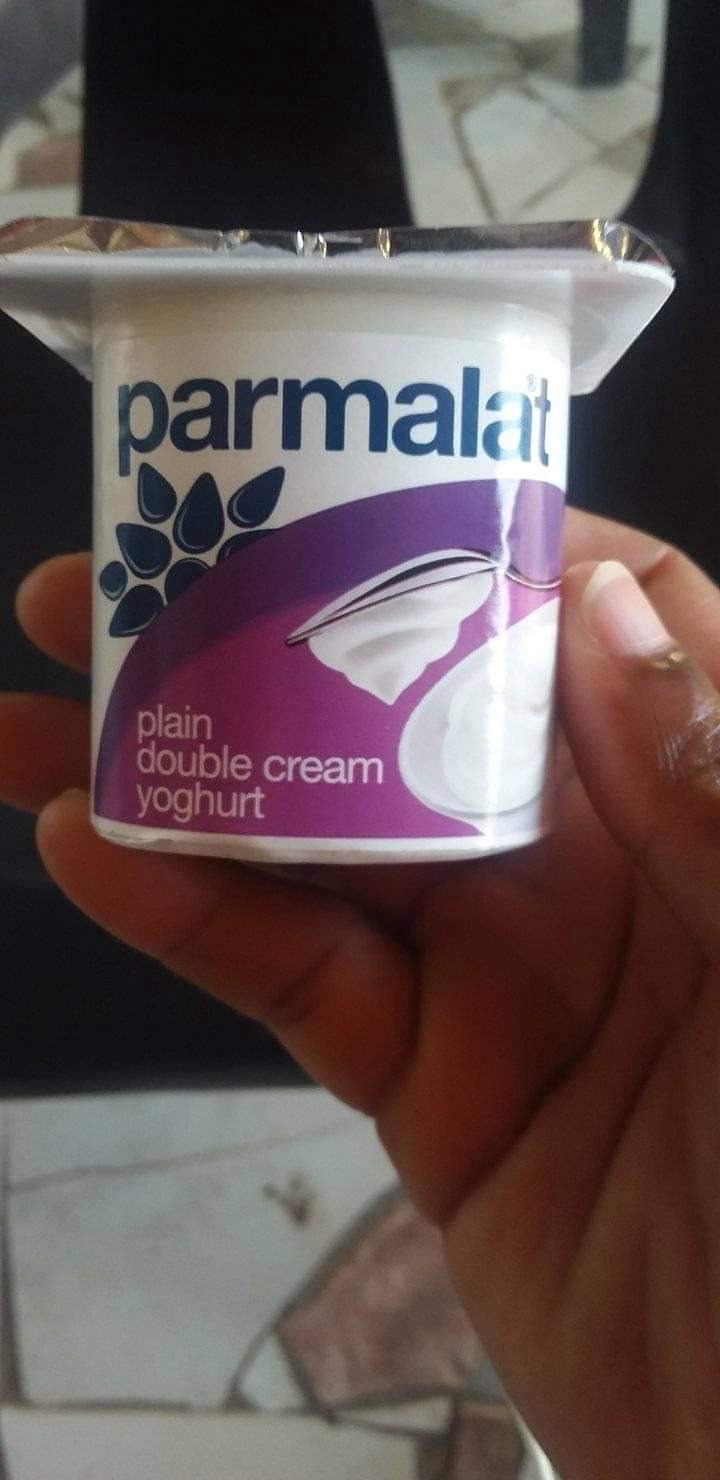 parmalat
plain
double cream
yoghurt